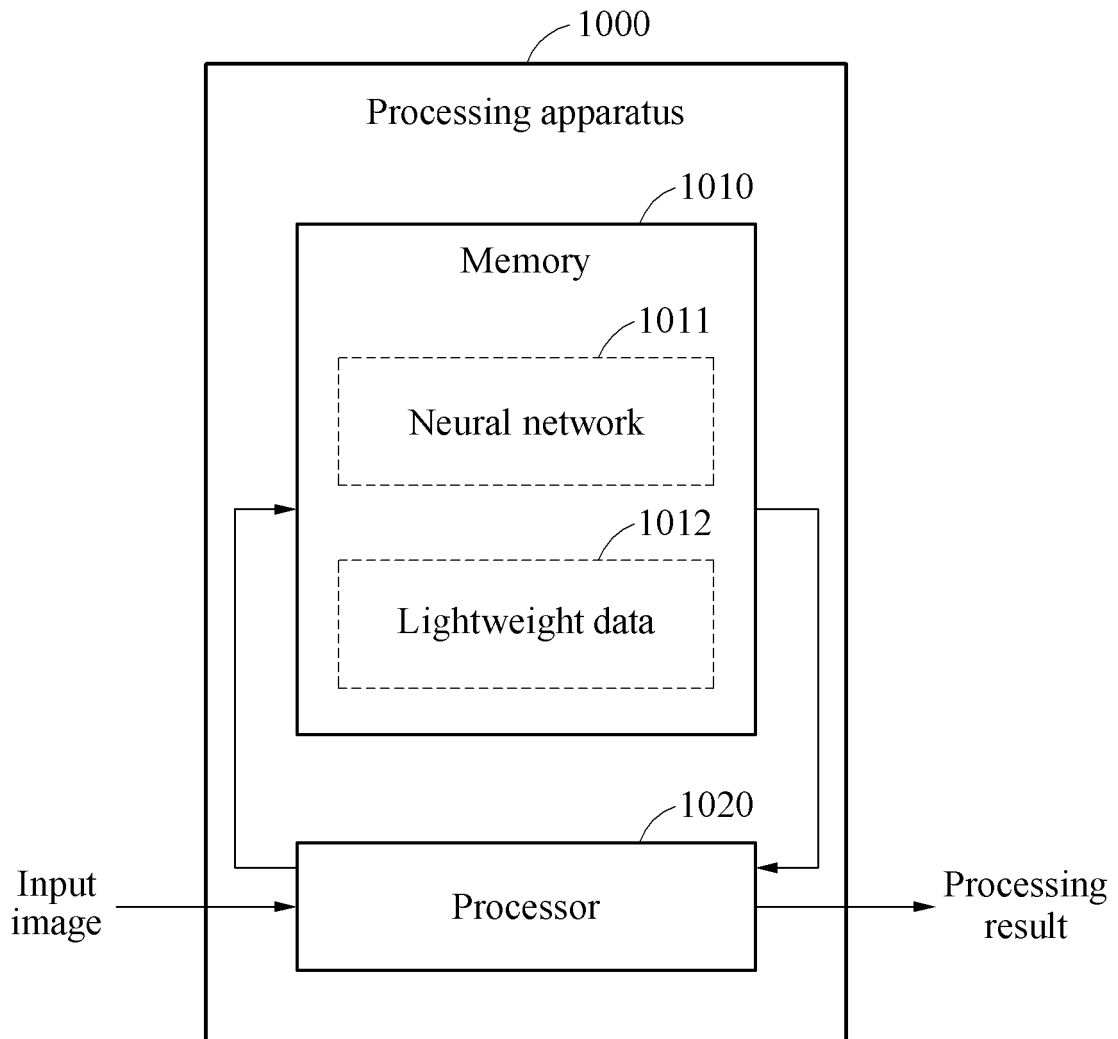 1000
Processing apparatus
1010
Memory
1011
Neural network
1012
Lightweight data
1020
Processor
Input
image
Processing
result